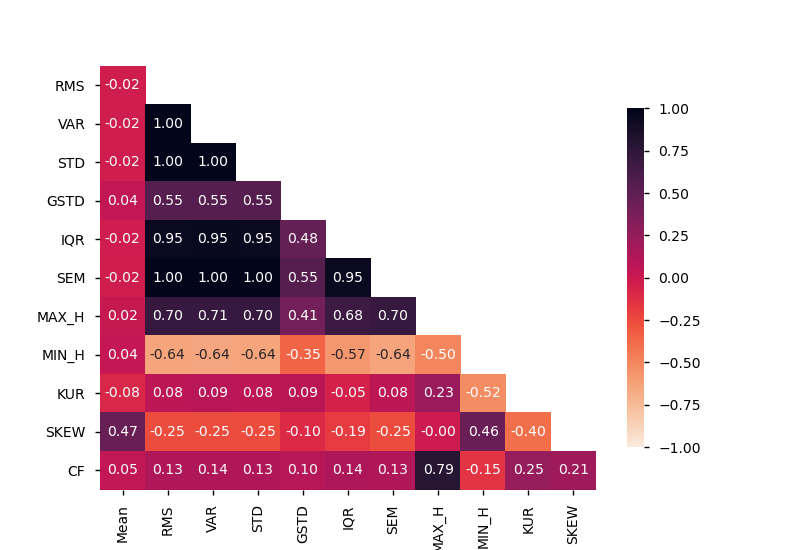 RMS -0.02
VAR -0.02 1.00 1.00
STD -0.02 1.00 1.00 0.75
GSTD 0.04 0.55 0.55 0.55 0.50
IQR -0.02 0.95 0.95 0.95 0.48 0.25
SEM -0.02 1.00 1.00 1.00 0.55 0.95 0.00
MAX_H 0.02 0.70 0.71 0.70 0.41 0.68 0.70 −0.25
MIN_H 0.04 -0.64 -0.64 -0.64 -0.35 -0.57 -0.64 -0.50 −0.50
KUR -0.08 0.08 0.09 0.08 0.09 -0.05 0.08 0.23 -0.52 −0.75
SKEW 0.47 -0.25 -0.25 -0.25 -0.10 -0.19 -0.25 -0.00 0.46 -0.40 −1.00
CF 0.05 0.13 0.14 0.13 0.10 0.14 0.13 0.79 -0.15 0.25 0.21
Mean RMS VAR STD GSTD IQR SEM MAX_H MIN_H KUR SKEW